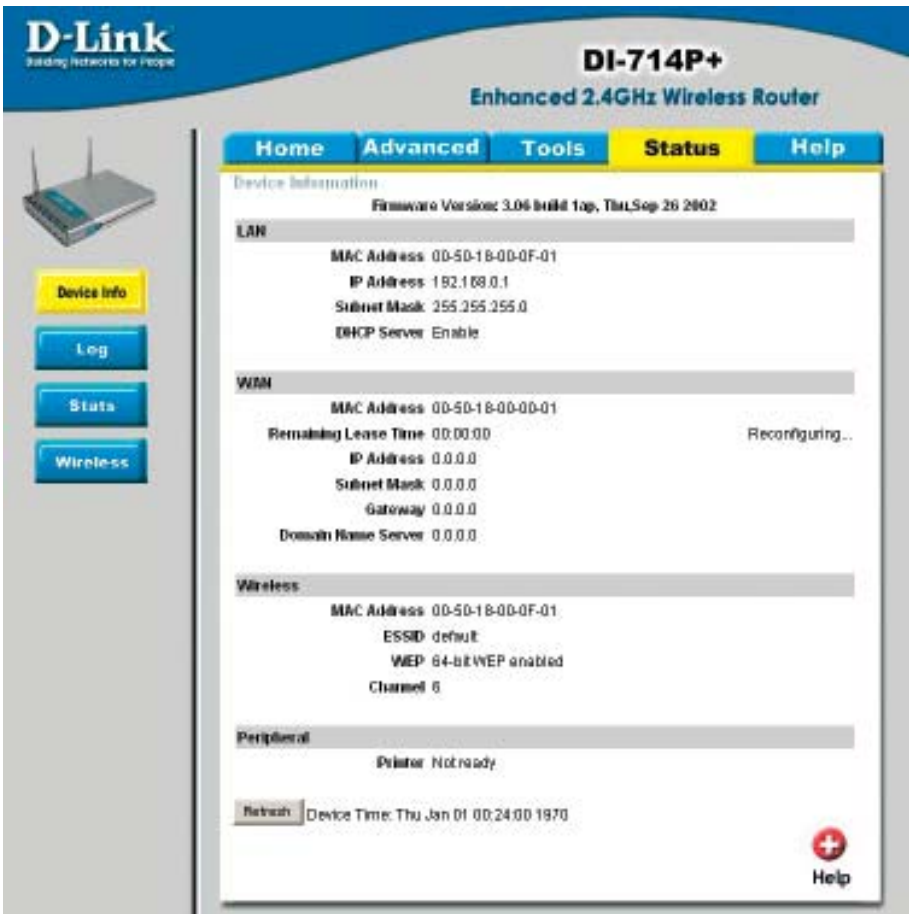 D-Link
Building Networks for People
DI-714P+
Enhanced 2.4GHz Wireless Router
Home Advanced Tools Status Help
Device Information
Firmware Version: 3.06 build 1ap, Thu,Sep 26 2002
LAN
MAC Address 00-50-18-00-0F-01
IP Address 192.168.0.1
Subnet Mask 255.255.255.0
DHCP Server Enable
Device Info
Log
Stats
Wireless
WAN
MAC Address 00-50-18-00-00-01
Remaining Lease Time 00:00:00 Reconfiguring...
IP Address 0.0.0.0
Subnet Mask 0.0.0.0
Gateway 0.0.0.0
Domain Name Server 0.0.0.0
Wireless
MAC Address 00-50-18-00-0F-01
ESSID default
WEP 64-bit WEP enabled
Channel 6
Peripheral
Printer Not ready
Refresh Device Time: Thu Jan 01 00:24:00 1970
Help